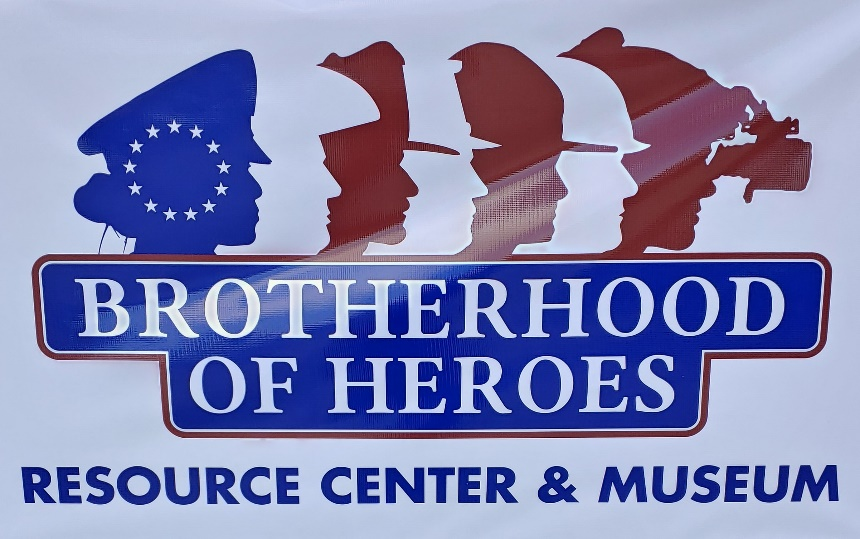 BROTHERHOOD
OF HEROES
RESOURCE CENTER & MUSEUM